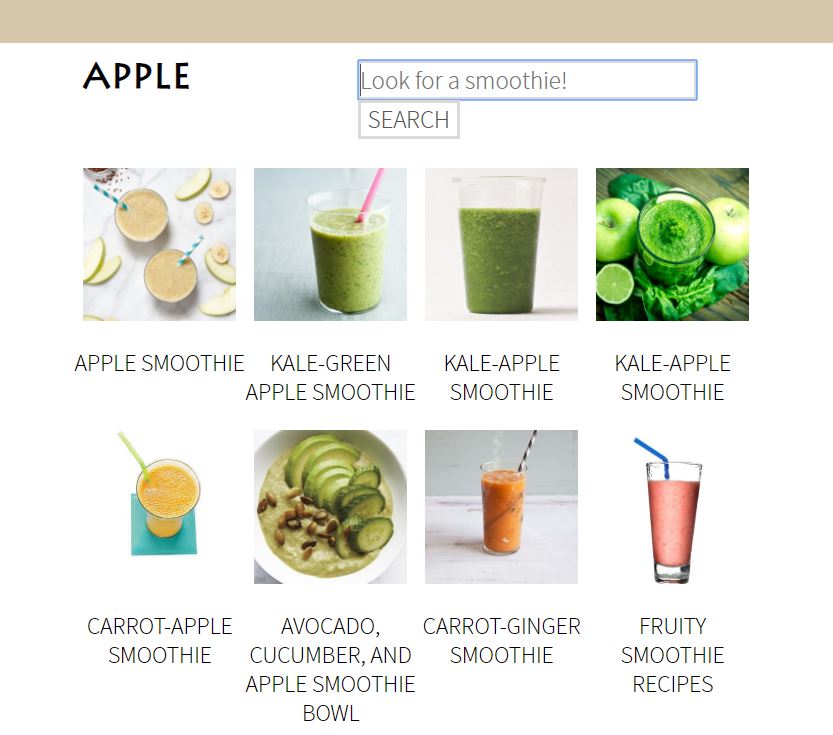 APPLE
Look for a smoothie!
SEARCH
APPLE SMOOTHIE
KALE-GREEN
APPLE SMOOTHIE
KALE-APPLE
SMOOTHIE
KALE-APPLE
SMOOTHIE
CARROT-APPLE
SMOOTHIE
AVOCADO,
CUCUMBER, AND
APPLE SMOOTHIE
BOWL
CARROT-GINGER
SMOOTHIE
FRUITY
SMOOTHIE
RECIPES